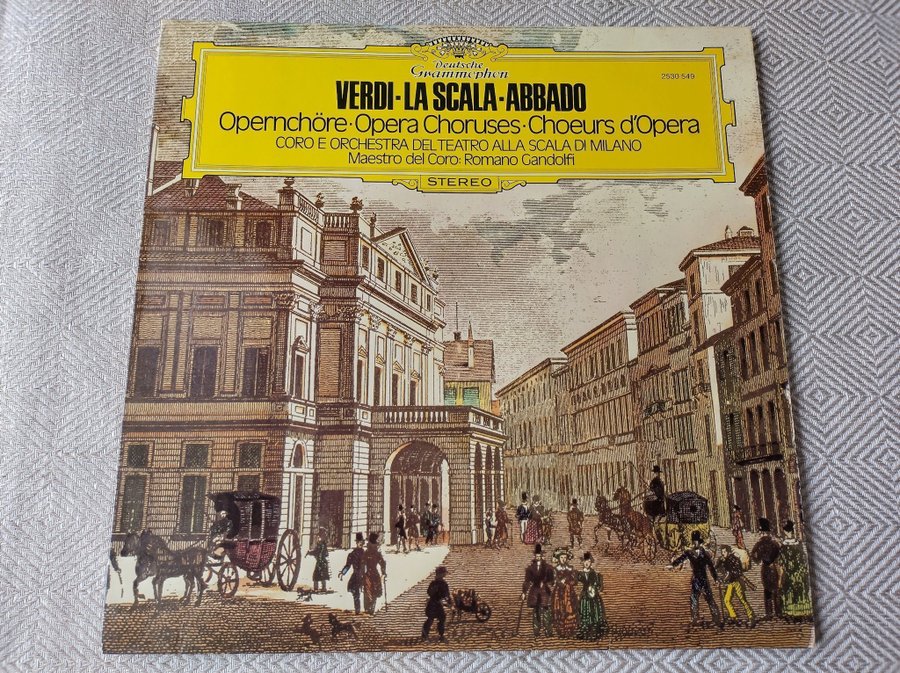 Deutsche
Grammophon
2530 549
VERDI·LA SCALA·ABBADO
Opernchöre·Opera Choruses·Choeurs d'Opera
CORO E ORCHESTRA DEL TEATRO ALLA SCALA DI MILANO
Maestro del Coro: Romano Gandolfi
STEREO